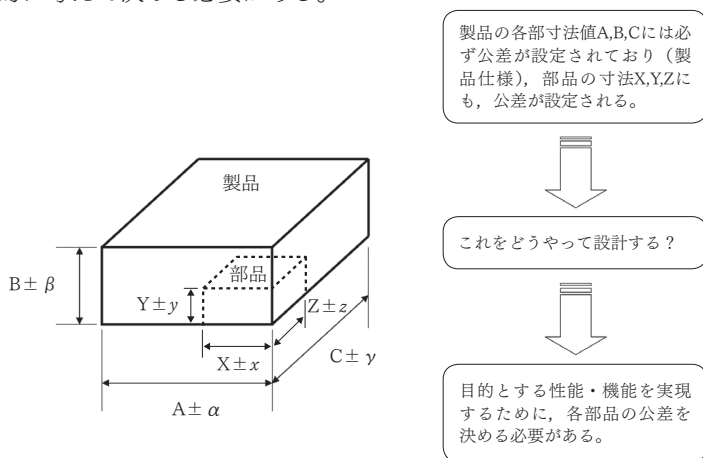 製品の各部寸法値A,B,Cには必
ず公差が設定されており（製
品仕様），部品の寸法X,Y,Zに
も，公差が設定される。
これをどうやって設計する？
目的とする性能・機能を実現
するために，各部品の公差を
決める必要がある。
製品
部品
B± β
Y±y
Z±z
X±x
C± γ
A± α